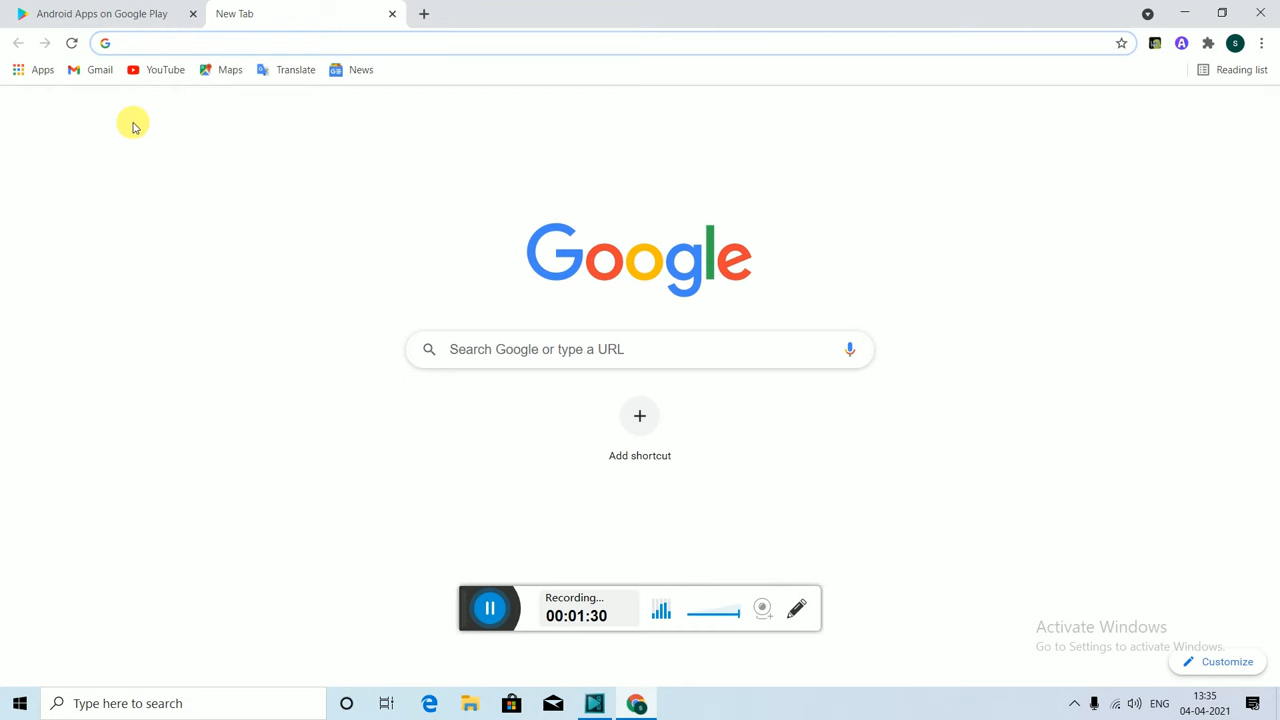 Android Apps on Google Play
New Tab
S
Apps
Gmail
YouTube
Maps
Translate
News
Reading list
Google
Search Google or type a URL
Add shortcut
Recording...
00:01:30
Activate Windows
Go to Settings to activate Windows.
Customize
Type here to search
ENG
13:35
04-04-2021